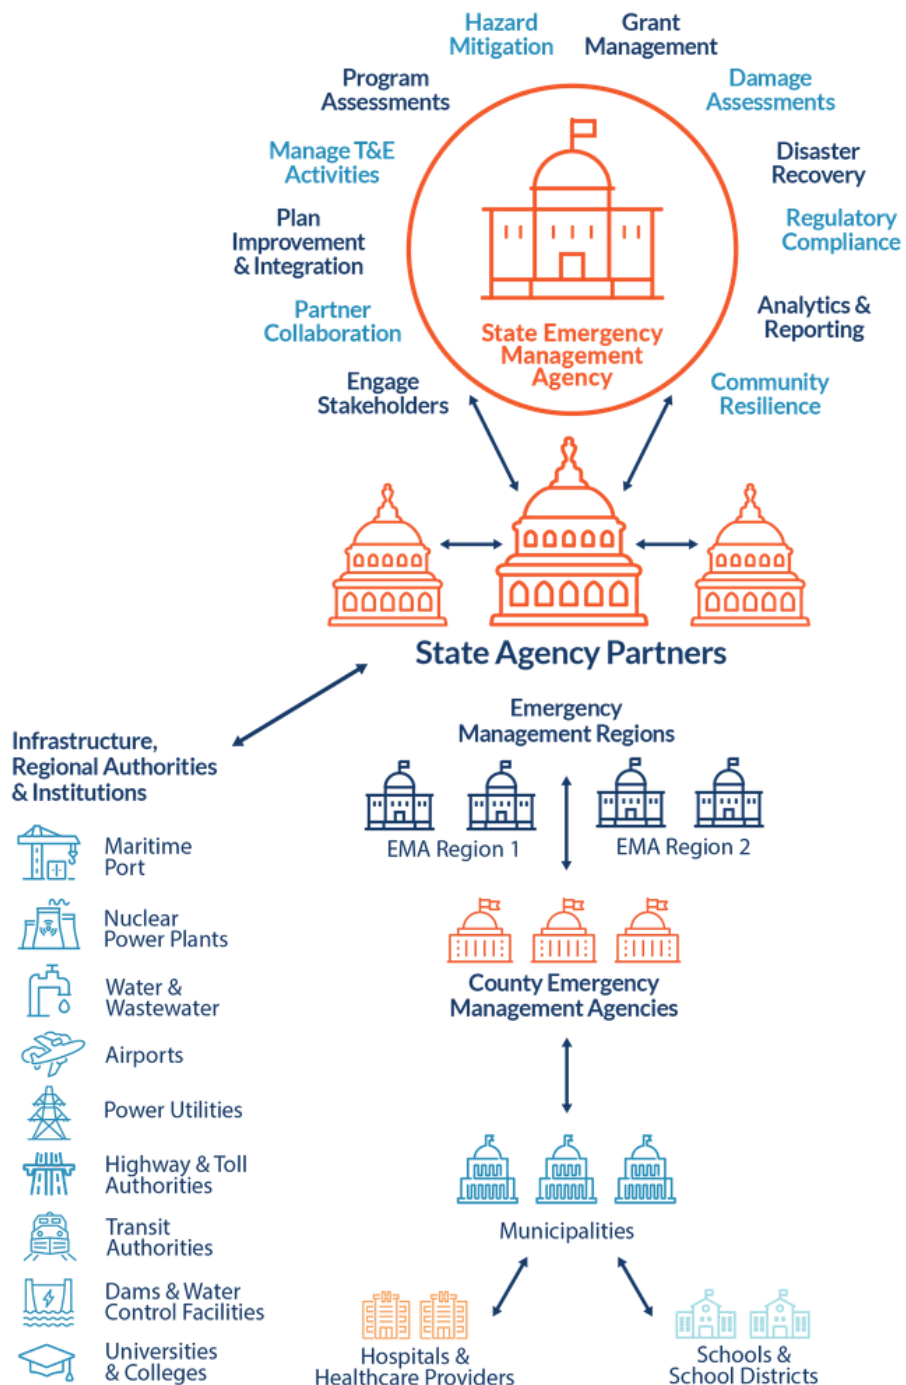 Hazard
Mitigation
Grant
Management
Program
Assessments
Damage
Assessments
Manage T&E
Activities
Disaster
Recovery
Plan
Improvement
& Integration
Regulatory
Compliance
Partner
Collaboration
Analytics &
Reporting
Engage
Stakeholders
Community
Resilience
State Emergency
Management
Agency
State Agency Partners
Infrastructure,
Regional Authorities
& Institutions
Maritime
Port
Nuclear
Power Plants
Water &
Wastewater
Airports
Power Utilities
Highway & Toll
Authorities
Transit
Authorities
Dams & Water
Control Facilities
Universities
& Colleges
Emergency
Management Regions
EMA Region 1
EMA Region 2
County Emergency
Management Agencies
Municipalities
Hospitals &
Healthcare Providers
Schools &
School Districts